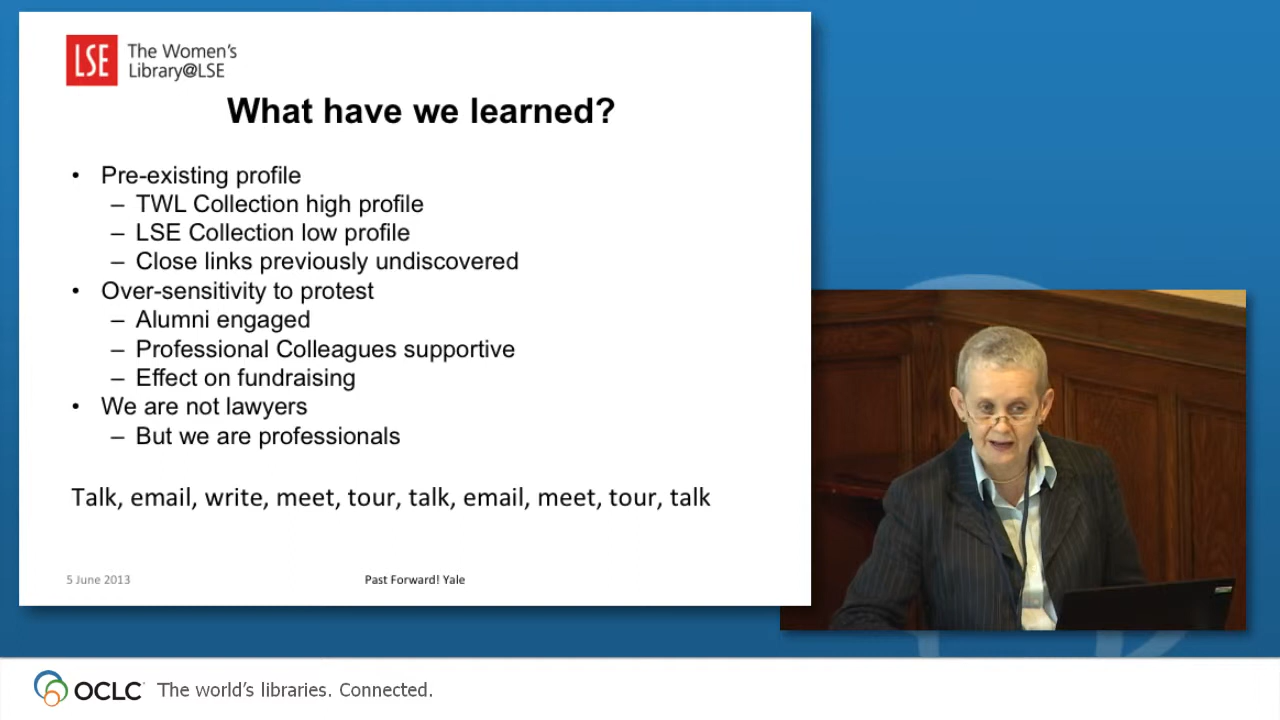 LSE The Women's
Library@LSE
What have we learned?
• Pre-existing profile
– TWL Collection high profile
– LSE Collection low profile
– Close links previously undiscovered
• Over-sensitivity to protest
– Alumni engaged
– Professional Colleagues supportive
– Effect on fundraising
• We are not lawyers
– But we are professionals
Talk, email, write, meet, tour, talk, email, meet, tour, talk
5 June 2013 Past Forward! Yale
OCLC The world's libraries. Connected.